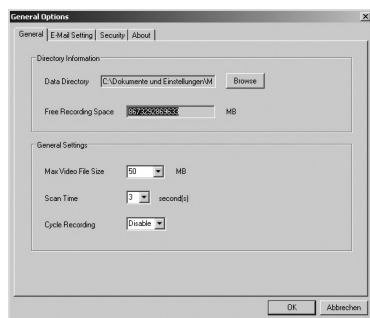 General Options
General E-Mail Setting Security About
Directory Information
Data Directory C:\Dokumente und Einstellungen\M Browse
Free Recording Space 8673292869633 MB
General Settings
Max Video File Size 50 MB
Scan Time 3 second(s)
Cycle Recording Disable
OK Abbrechen